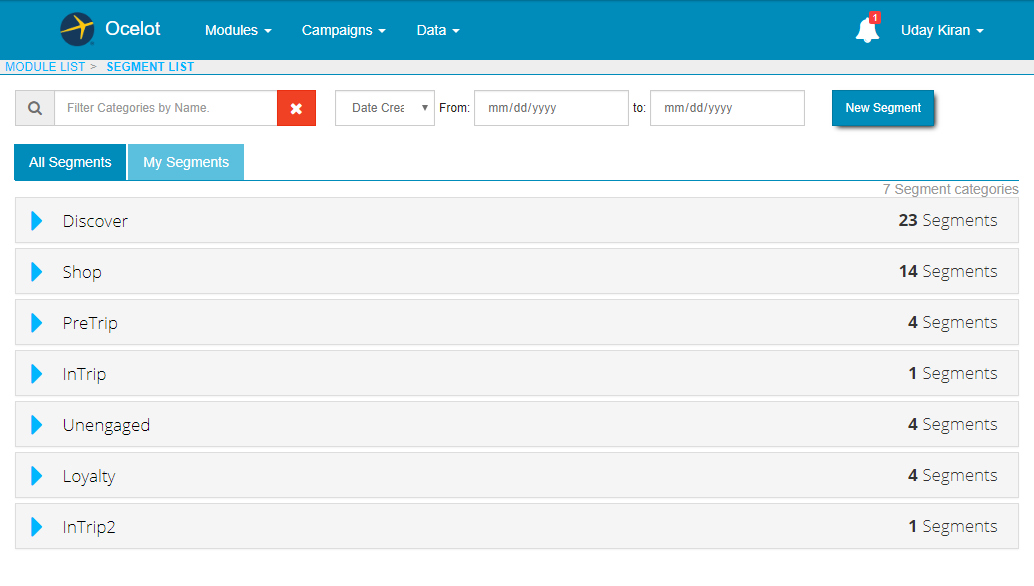 Ocelot Modules Campaigns Data 1 Uday Kiran
MODULE LIST > SEGMENT LIST
Filter Categories by Name. Date Crea From: mm/dd/yyyy to: mm/dd/yyyy New Segment
All Segments My Segments
7 Segment categories
Discover 23 Segments
Shop 14 Segments
PreTrip 4 Segments
InTrip 1 Segments
Unengaged 4 Segments
Loyalty 4 Segments
InTrip2 1 Segments